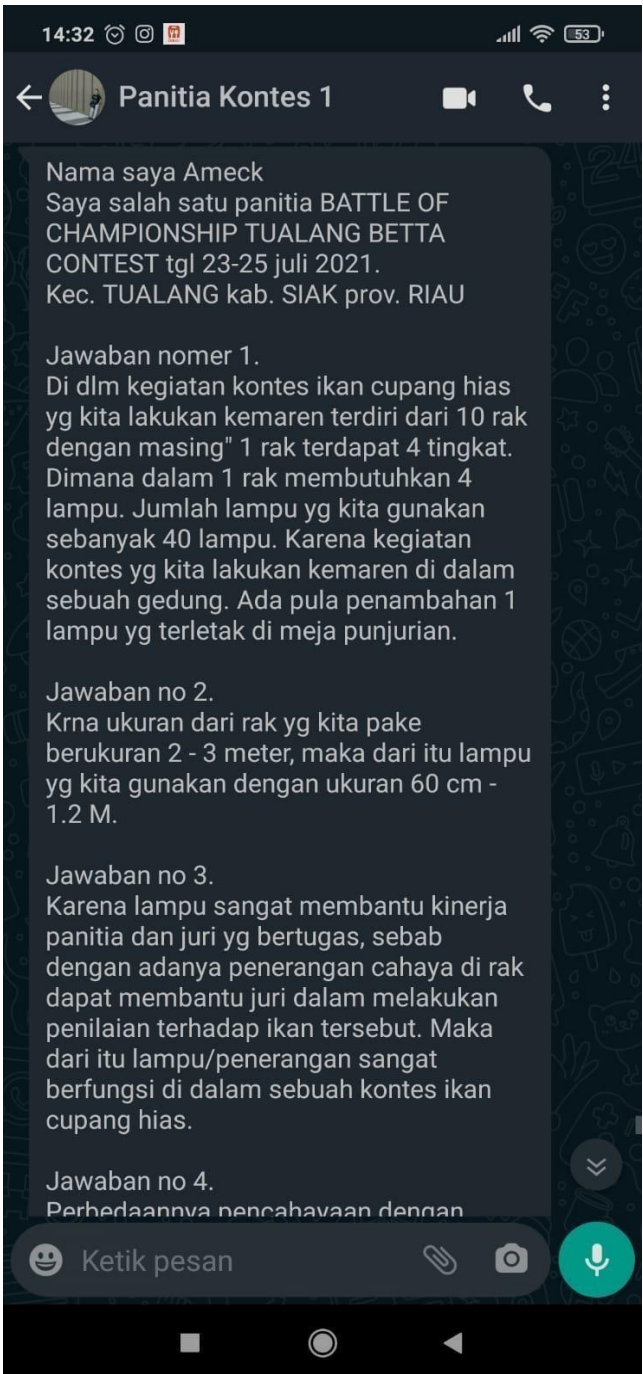 14:32
53
Panitia Kontes 1
Nama saya Ameck
Saya salah satu panitia BATTLE OF
CHAMPIONSHIP TUALANG BETTA
CONTEST tgl 23-25 juli 2021.
Kec. TUALANG kab. SIAK prov. RIAU
Jawaban nomer 1.
Di dlm kegiatan kontes ikan cupang hias
yg kita lakukan kemaren terdiri dari 10 rak
dengan masing" 1 rak terdapat 4 tingkat.
Dimana dalam 1 rak membutuhkan 4
lampu. Jumlah lampu yg kita gunakan
sebanyak 40 lampu. Karena kegiatan
kontes yg kita lakukan kemaren di dalam
sebuah gedung. Ada pula penambahan 1
lampu yg terletak di meja punjurian.
Jawaban no 2.
Krna ukuran dari rak yg kita pake
berukuran 2 - 3 meter, maka dari itu lampu
yg kita gunakan dengan ukuran 60 cm -
1.2 M.
Jawaban no 3.
Karena lampu sangat membantu kinerja
panitia dan juri yg bertugas, sebab
dengan adanya penerangan cahaya di rak
dapat membantu juri dalam melakukan
penilaian terhadap ikan tersebut. Maka
dari itu lampu/penerangan sangat
berfungsi di dalam sebuah kontes ikan
cupang hias.
Jawaban no 4.
Perbedaannya pencahayaan dengan
Ketik pesan